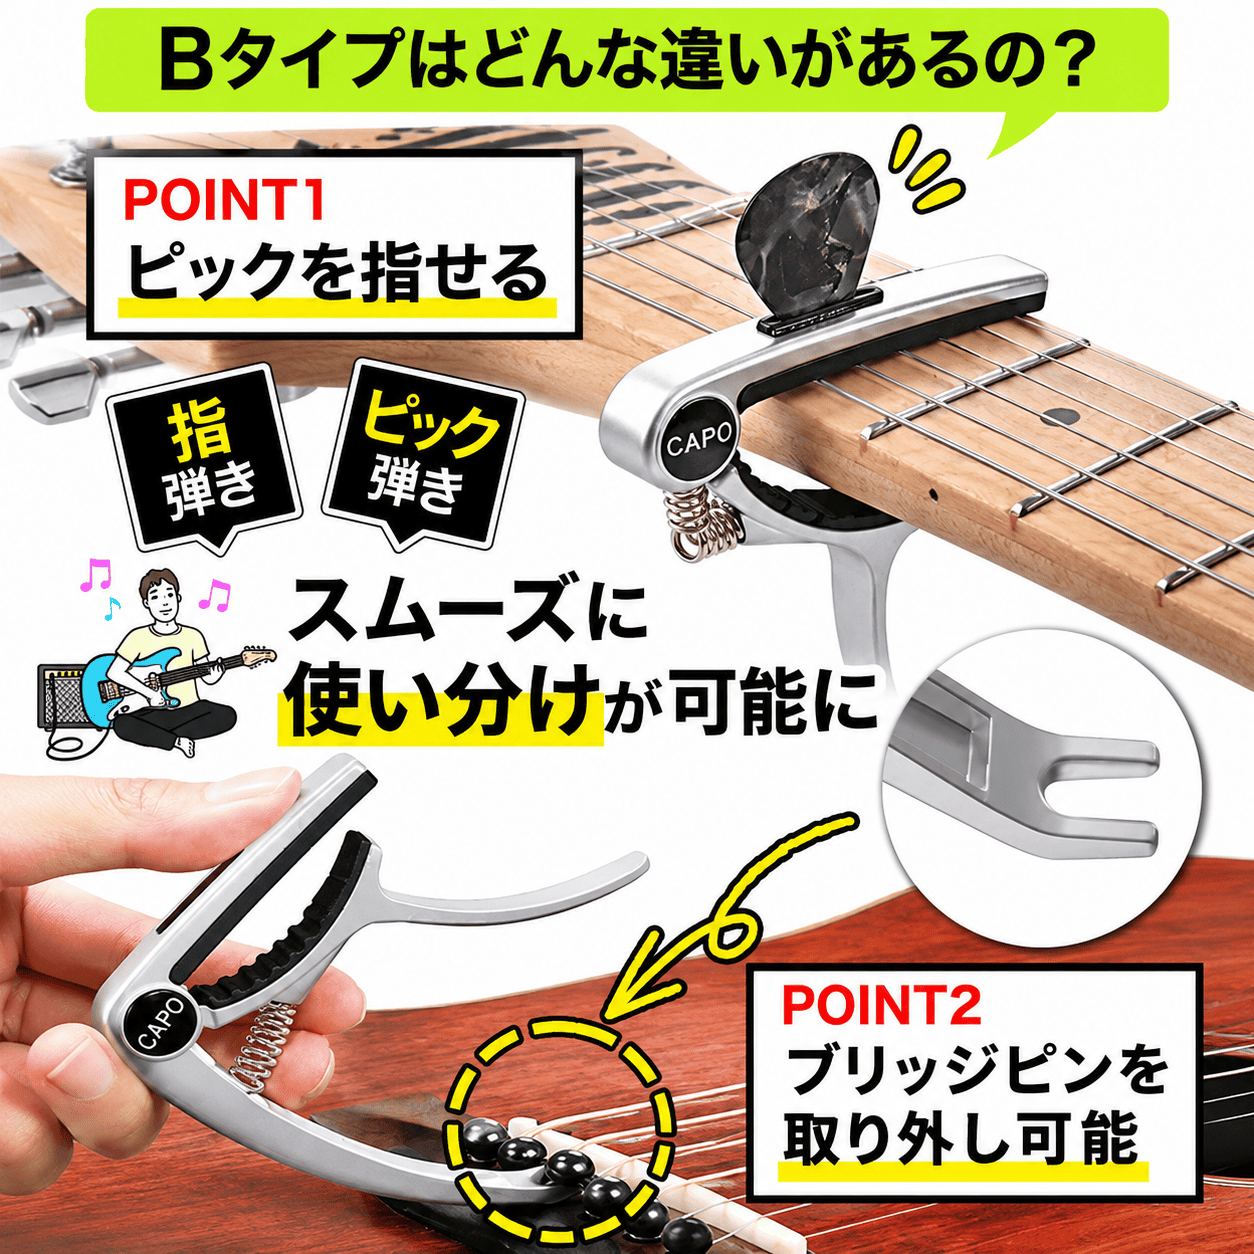 Bタイプはどんな違いがあるの？
POINT1
ピックを指せる
指
弾き
ピック
弾き
CAPO
スムーズに
使い分けが可能に
CAPO
POINT2
ブリッジピンを
取り外し可能